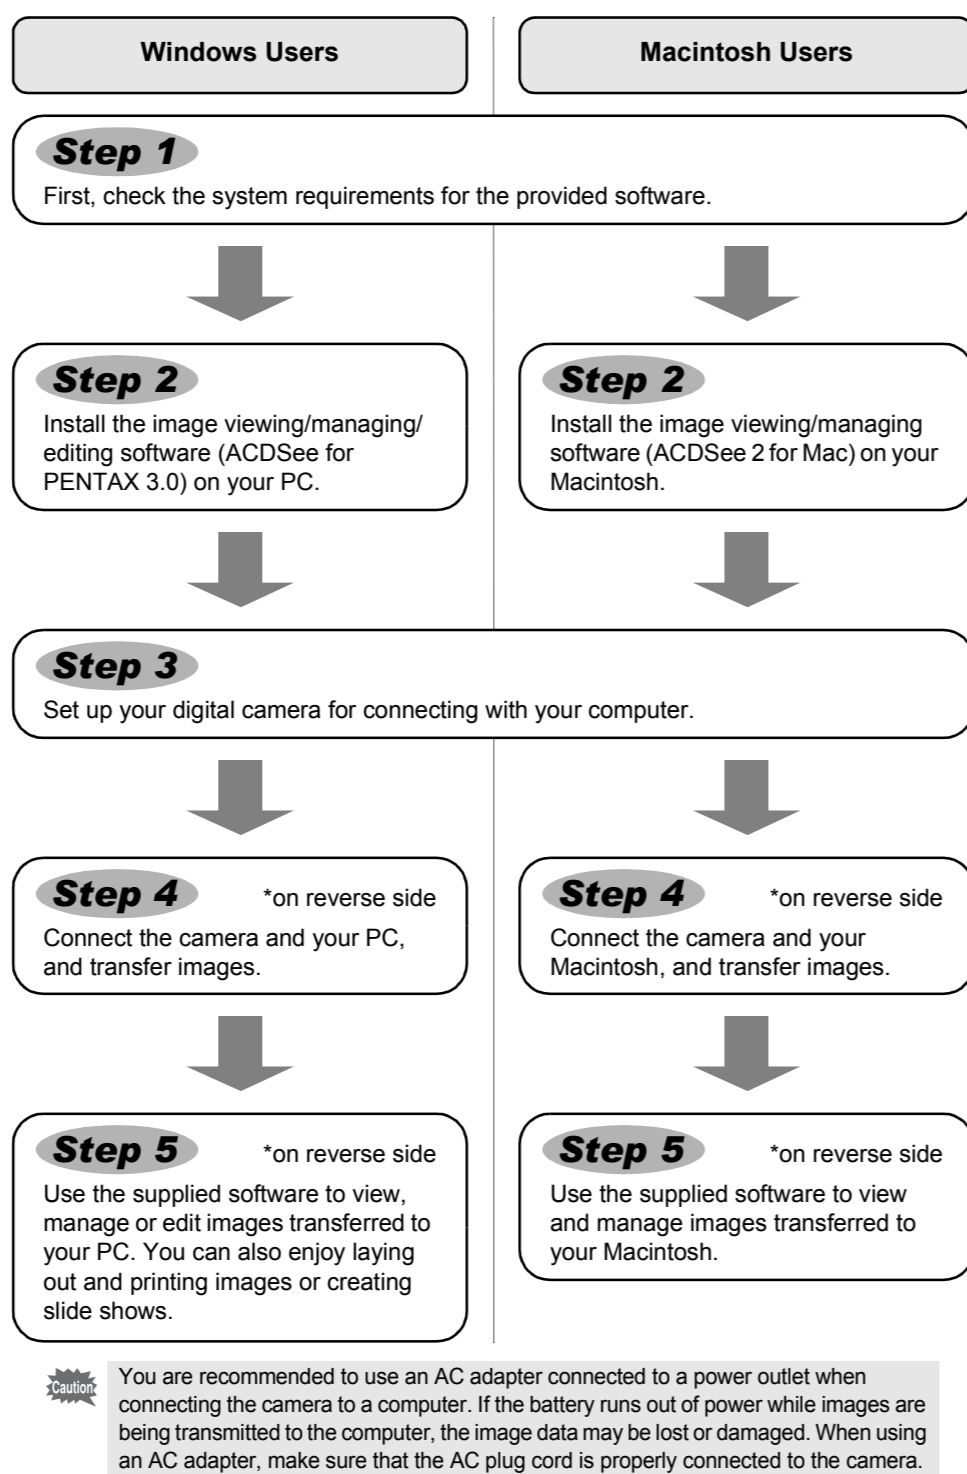 Windows Users
Macintosh Users
Step 1
First, check the system requirements for the provided software.
Step 2
Install the image viewing/managing/
editing software (ACDSee for
PENTAX 3.0) on your PC.
Step 2
Install the image viewing/managing
software (ACDSee 2 for Mac) on your
Macintosh.
Step 3
Set up your digital camera for connecting with your computer.
Step 4
*on reverse side
Connect the camera and your PC,
and transfer images.
Step 4
*on reverse side
Connect the camera and your
Macintosh, and transfer images.
Step 5
*on reverse side
Use the supplied software to view,
manage or edit images transferred to
your PC. You can also enjoy laying
out and printing images or creating
slide shows.
Step 5
*on reverse side
Use the supplied software to view
and manage images transferred to
your Macintosh.
Caution
You are recommended to use an AC adapter connected to a power outlet when
connecting the camera to a computer. If the battery runs out of power while images are
being transmitted to the computer, the image data may be lost or damaged. When using
an AC adapter, make sure that the AC plug cord is properly connected to the camera.